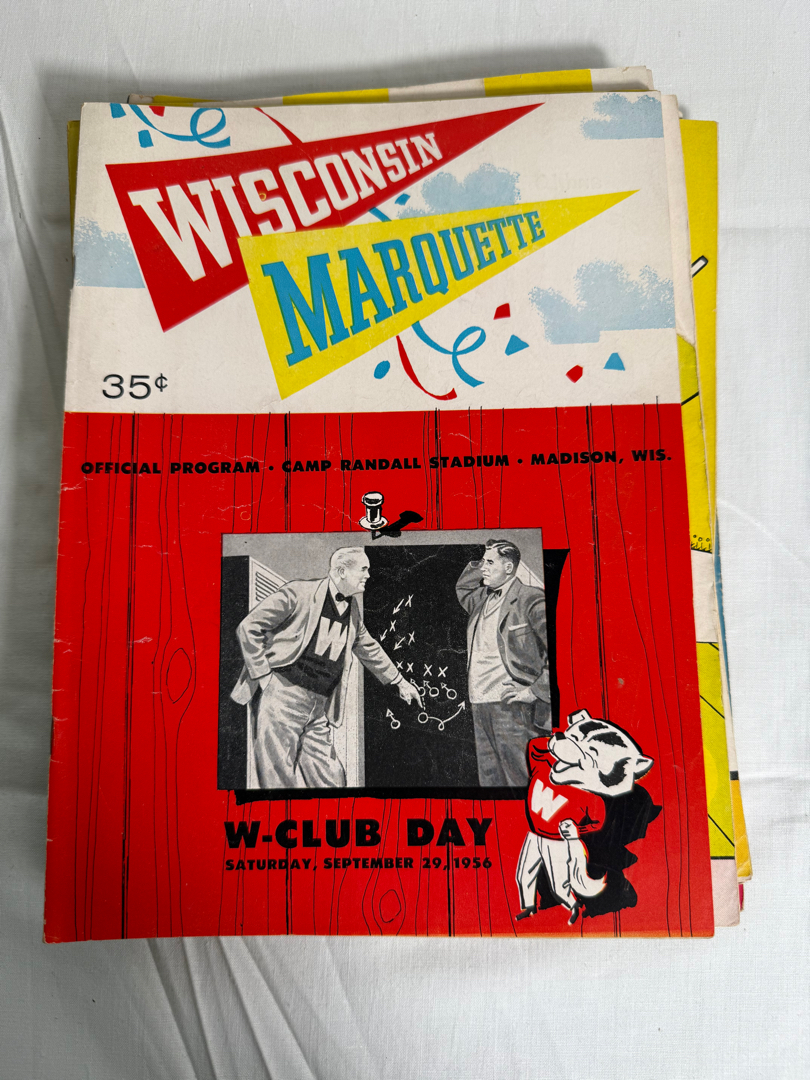 WISCONSIN
MARQUETTE
35¢
OFFICIAL PROGRAM • CAMP RANDALL STADIUM • MADISON, WIS.
W
W
W-CLUB DAY
SATURDAY, SEPTEMBER 29, 1956